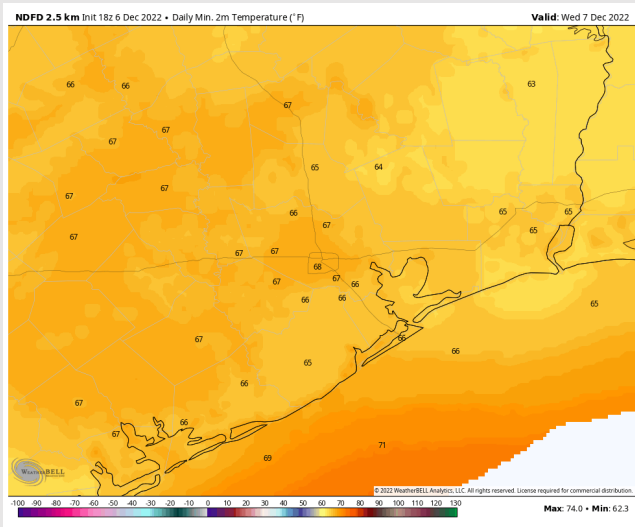 NDFD 2.5 km Init 18z 6 Dec 2022 • Daily Min. 2m Temperature (°F) Valid: Wed 7 Dec 2022
66 66 63
67
67
67
65 64
67 67
66 65 65
67 65
67
67 67
68
67 67 66
66 66 65
67 66 66
65
66
67
66
67 71
69
WEATHERBELL
© 2022 WeatherBELL Analytics, LLC. All rights reserved. License required for commercial distribution.
-100 -90 -80 -70 -60 -50 -40 -30 -20 -10 0 10 20 30 40 50 60 70 80 90 100 110 120 130 Max: 74.0 • Min: 62.3